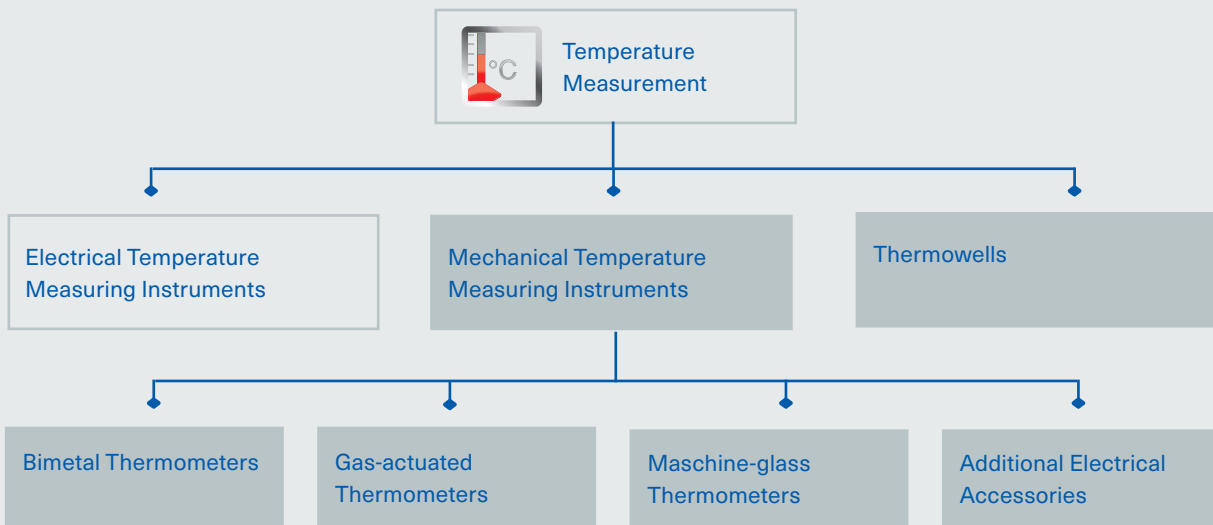 °C
Temperature
Measurement
Electrical Temperature
Measuring Instruments
Mechanical Temperature
Measuring Instruments
Thermowells
Bimetal Thermometers
Gas-actuated
Thermometers
Maschine-glass
Thermometers
Additional Electrical
Accessories